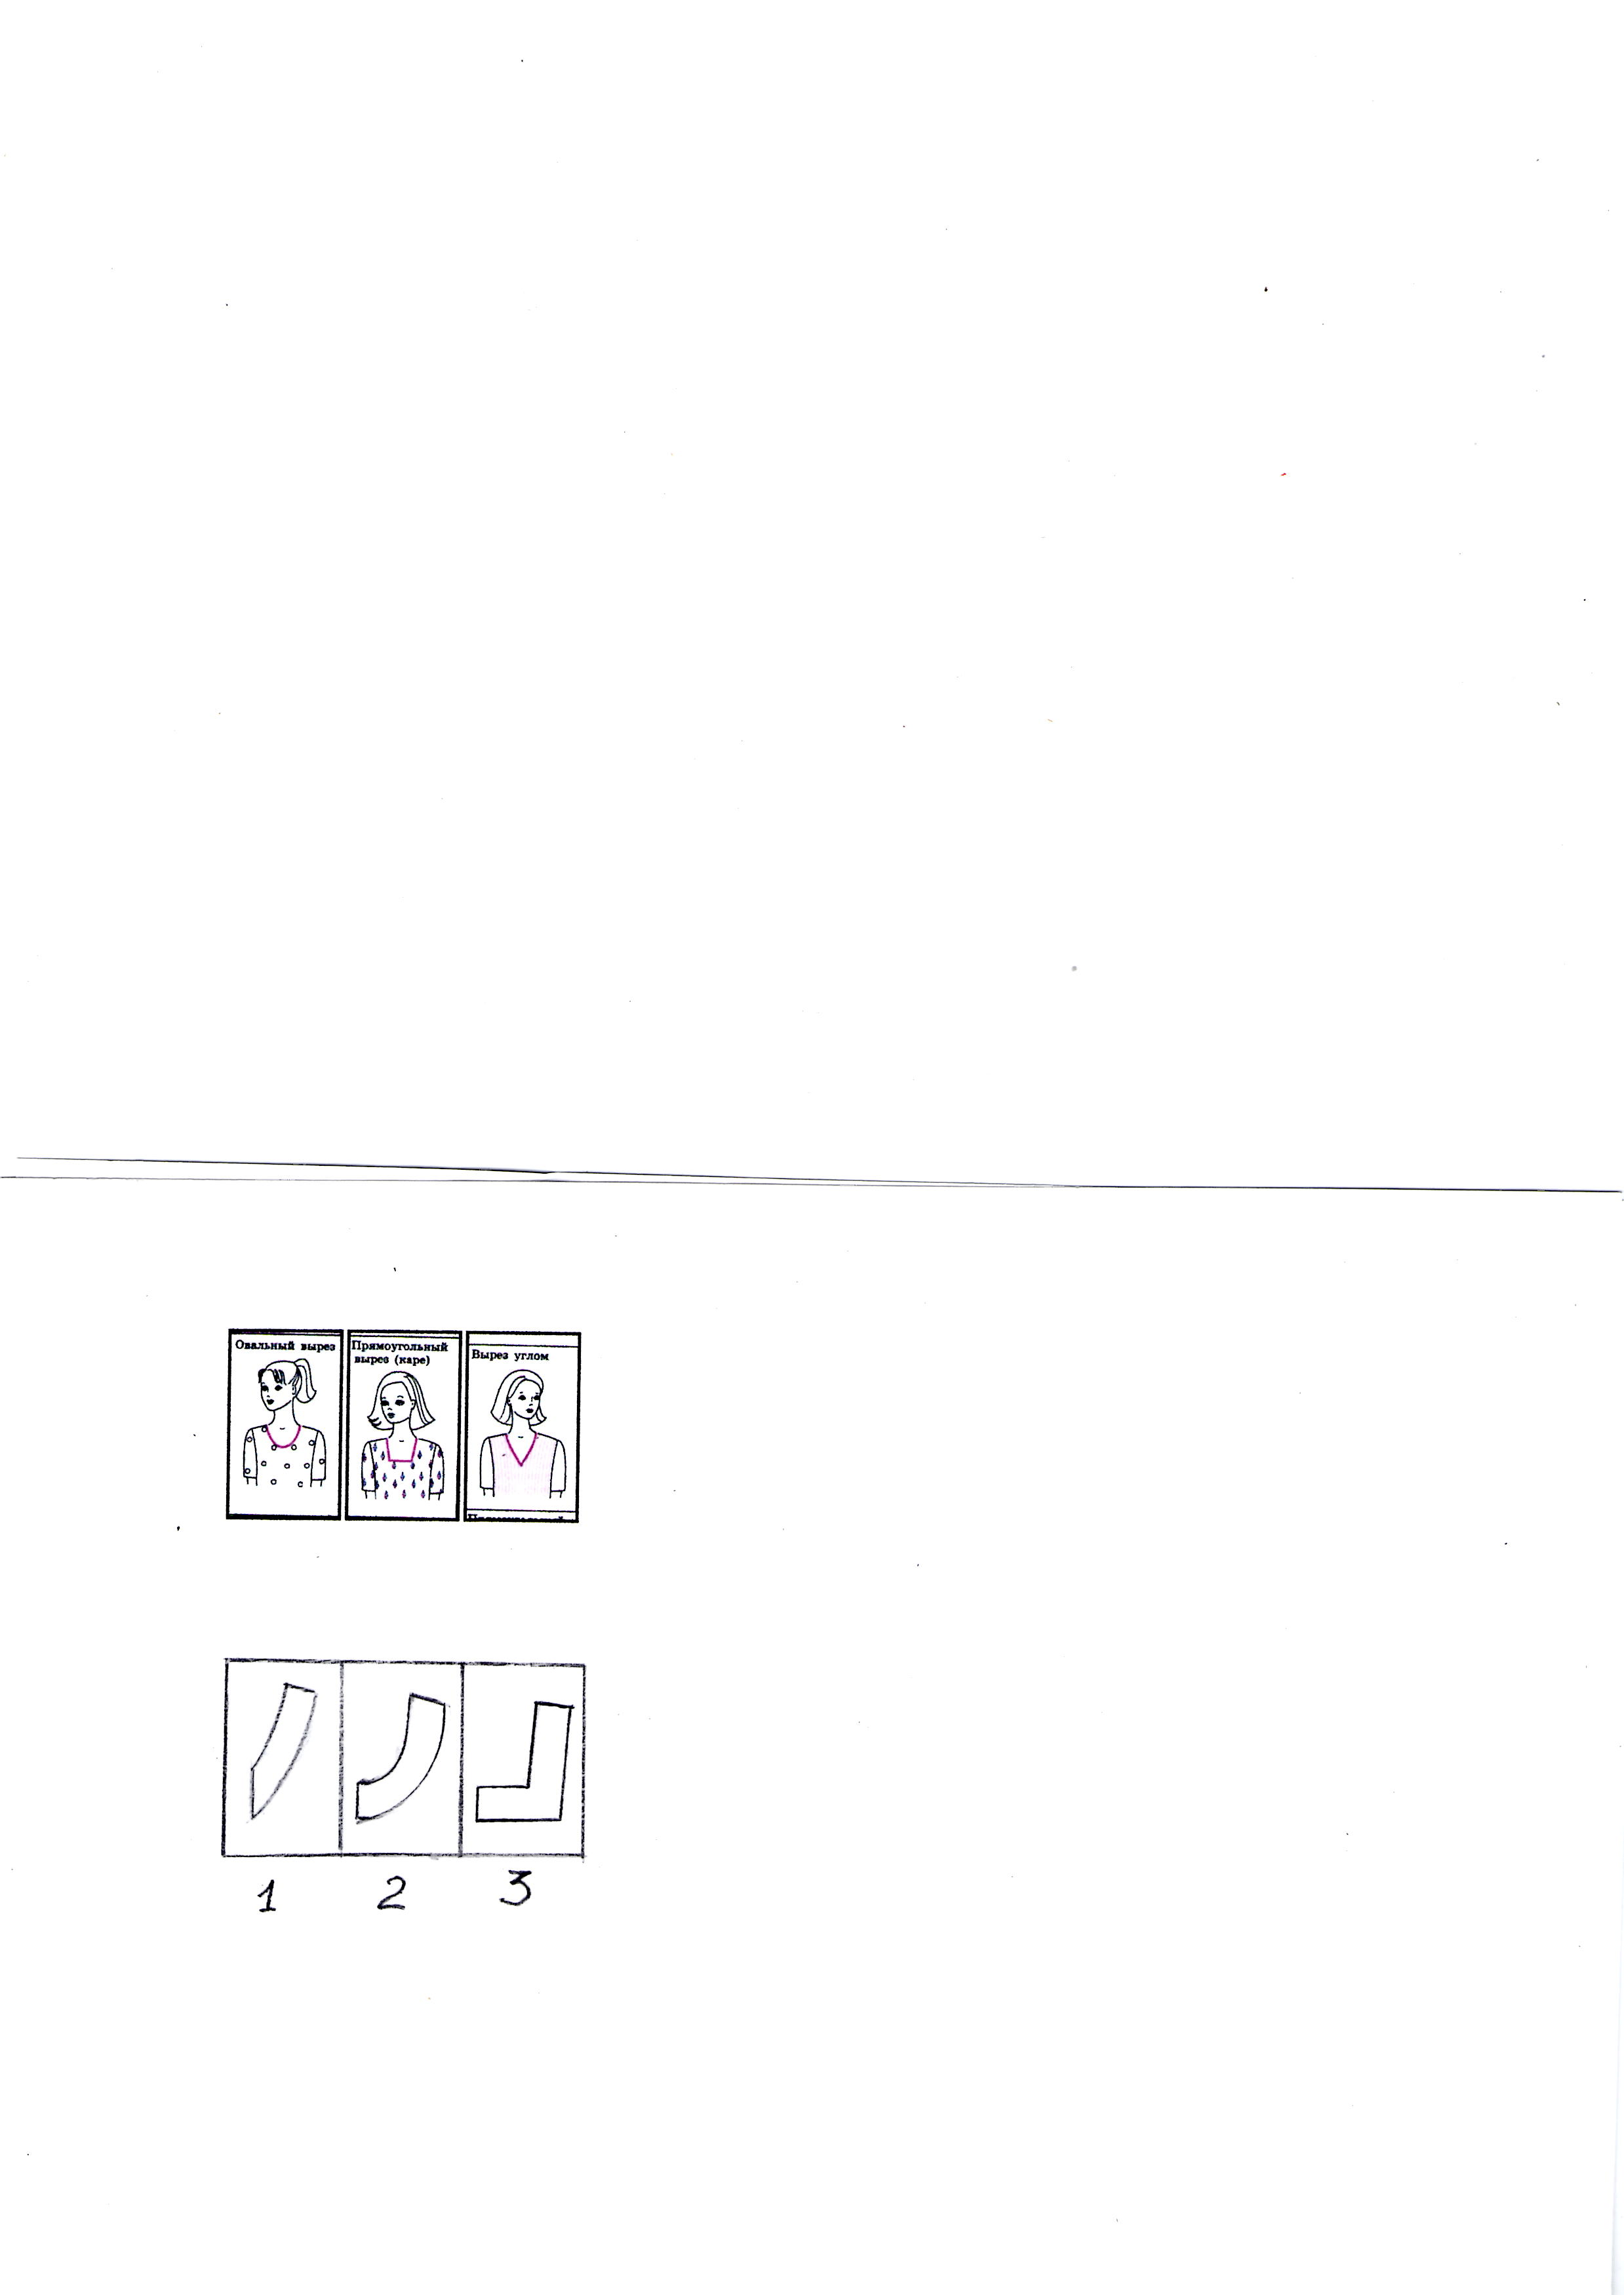 Овальный вырез
Прямоугольный
вырез (каре)
Вырез углом
1 2 3